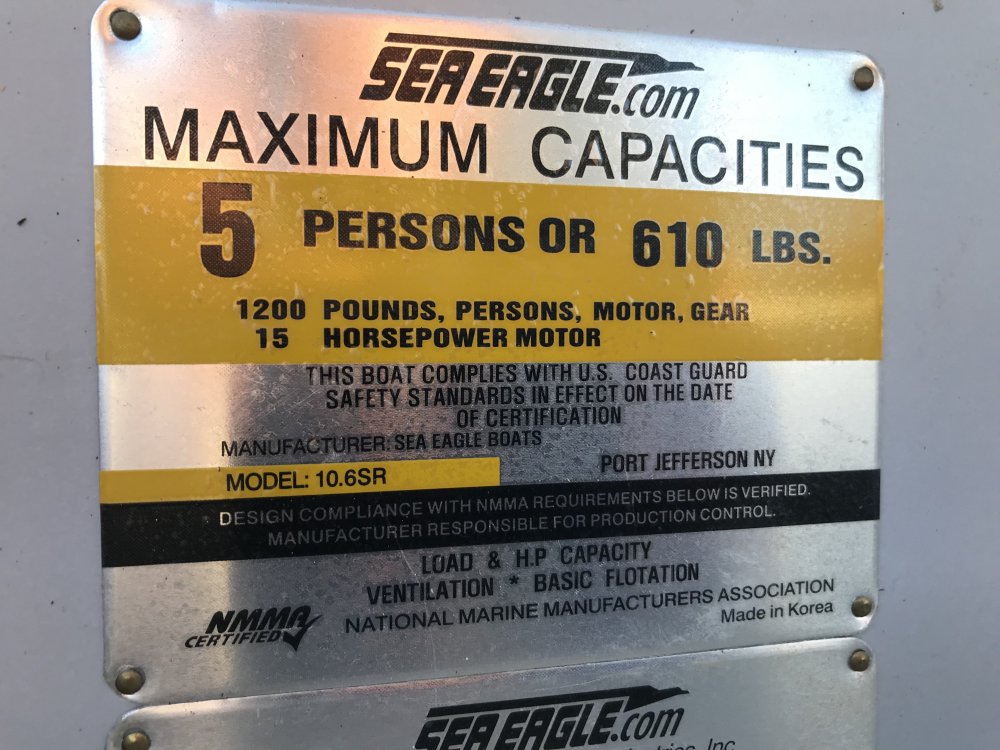 SEA EAGLE.com
MAXIMUM CAPACITIES
5 PERSONS OR 610 LBS.
1200 POUNDS, PERSONS, MOTOR, GEAR
15 HORSEPOWER MOTOR
THIS BOAT COMPLIES WITH U.S. COAST GUARD
SAFETY STANDARDS IN EFFECT ON THE DATE
OF CERTIFICATION
MANUFACTURER: SEA EAGLE BOATS
PORT JEFFERSON NY
MODEL: 10.6SR
DESIGN COMPLIANCE WITH NMMA REQUIREMENTS BELOW IS VERIFIED.
MANUFACTURER RESPONSIBLE FOR PRODUCTION CONTROL.
LOAD & H.P CAPACITY
VENTILATION * BASIC FLOTATION
NATIONAL MARINE MANUFACTURERS ASSOCIATION
Made in Korea
NMMA
CERTIFIED
SEA EAGLE.com
Inc